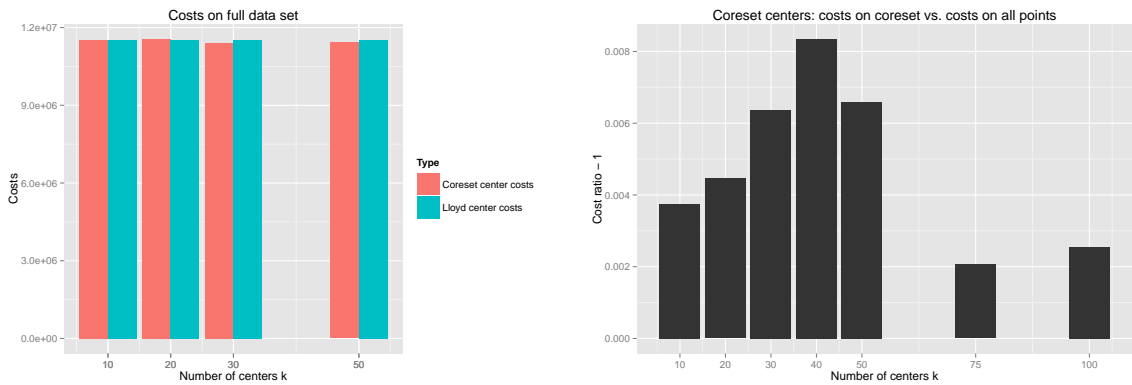 Costs on full data set
1.2e+07
9.0e+06
6.0e+06
3.0e+06
0.0e+00
Costs
10
20
30
50
Number of centers k
Type
Coreset center costs
Lloyd center costs
Coreset centers: costs on coreset vs. costs on all points
0.008
0.006
0.004
0.002
0.000
Cost ratio − 1
10
20
30
40
50
75
100
Number of centers k